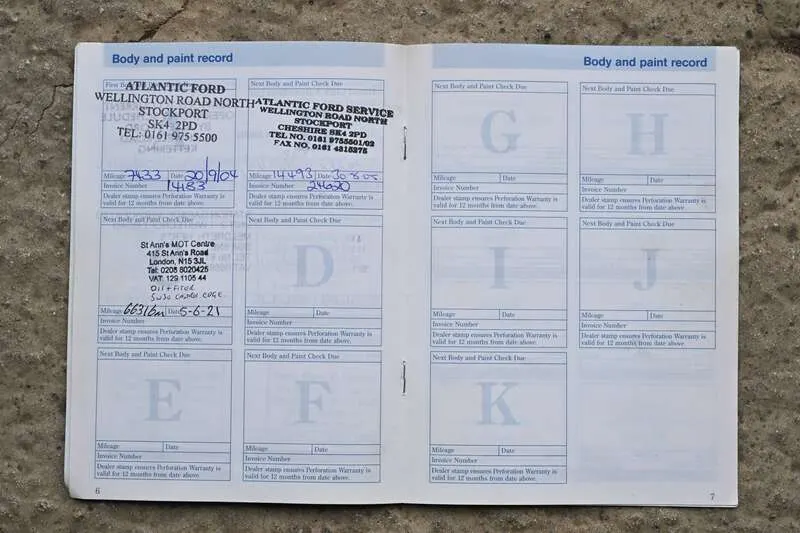 Body and paint record
First Body
ATLANTIC FORD
WELLINGTON ROAD NORTH
STOCKPORT
SK4 2PD
TEL: 0161 975 5500
Mileage 7433 Date 20/9/04
Invoice Number 14183
Dealer stamp ensures Perforation Warranty is
valid for 12 months from date above.
Next Body and Paint Check Due
ATLANTIC FORD SERVICE
WELLINGTON ROAD NORTH
STOCKPORT
CHESHIRE SK4 2PD
TEL NO. 0161 9755501/02
FAX NO. 0161 4315275
Mileage 14493 Date 30 8 05
Invoice Number 24620
Dealer stamp ensures Perforation Warranty is
valid for 12 months from date above.
Next Body and Paint Check Due
St Ann's MOT Centre
415 St Ann's Road
London, N15 3JL
Tel: 0208 8020425
VAT: 129 1105 44
Oil + Filter
Mileage 66316m Date 5-6-21
Invoice Number
Dealer stamp ensures Perforation Warranty is
valid for 12 months from date above.
Next Body and Paint Check Due
D
Mileage Date
Invoice Number
Dealer stamp ensures Perforation Warranty is
valid for 12 months from date above.
Next Body and Paint Check Due
E
Mileage Date
Invoice Number
Dealer stamp ensures Perforation Warranty is
valid for 12 months from date above.
Next Body and Paint Check Due
F
Mileage Date
Invoice Number
Dealer stamp ensures Perforation Warranty is
valid for 12 months from date above.
6
Body and paint record
Next Body and Paint Check Due
G
Mileage Date
Invoice Number
Dealer stamp ensures Perforation Warranty is
valid for 12 months from date above.
Next Body and Paint Check Due
H
Mileage Date
Invoice Number
Dealer stamp ensures Perforation Warranty is
valid for 12 months from date above.
Next Body and Paint Check Due
I
Mileage Date
Invoice Number
Dealer stamp ensures Perforation Warranty is
valid for 12 months from date above.
Next Body and Paint Check Due
J
Mileage Date
Invoice Number
Dealer stamp ensures Perforation Warranty is
valid for 12 months from date above.
Next Body and Paint Check Due
K
Mileage Date
Invoice Number
Dealer stamp ensures Perforation Warranty is
valid for 12 months from date above.
7